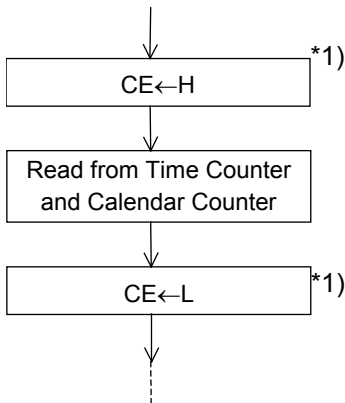 *1)
CE←H
Read from Time Counter
and Calendar Counter
*1)
CE←L